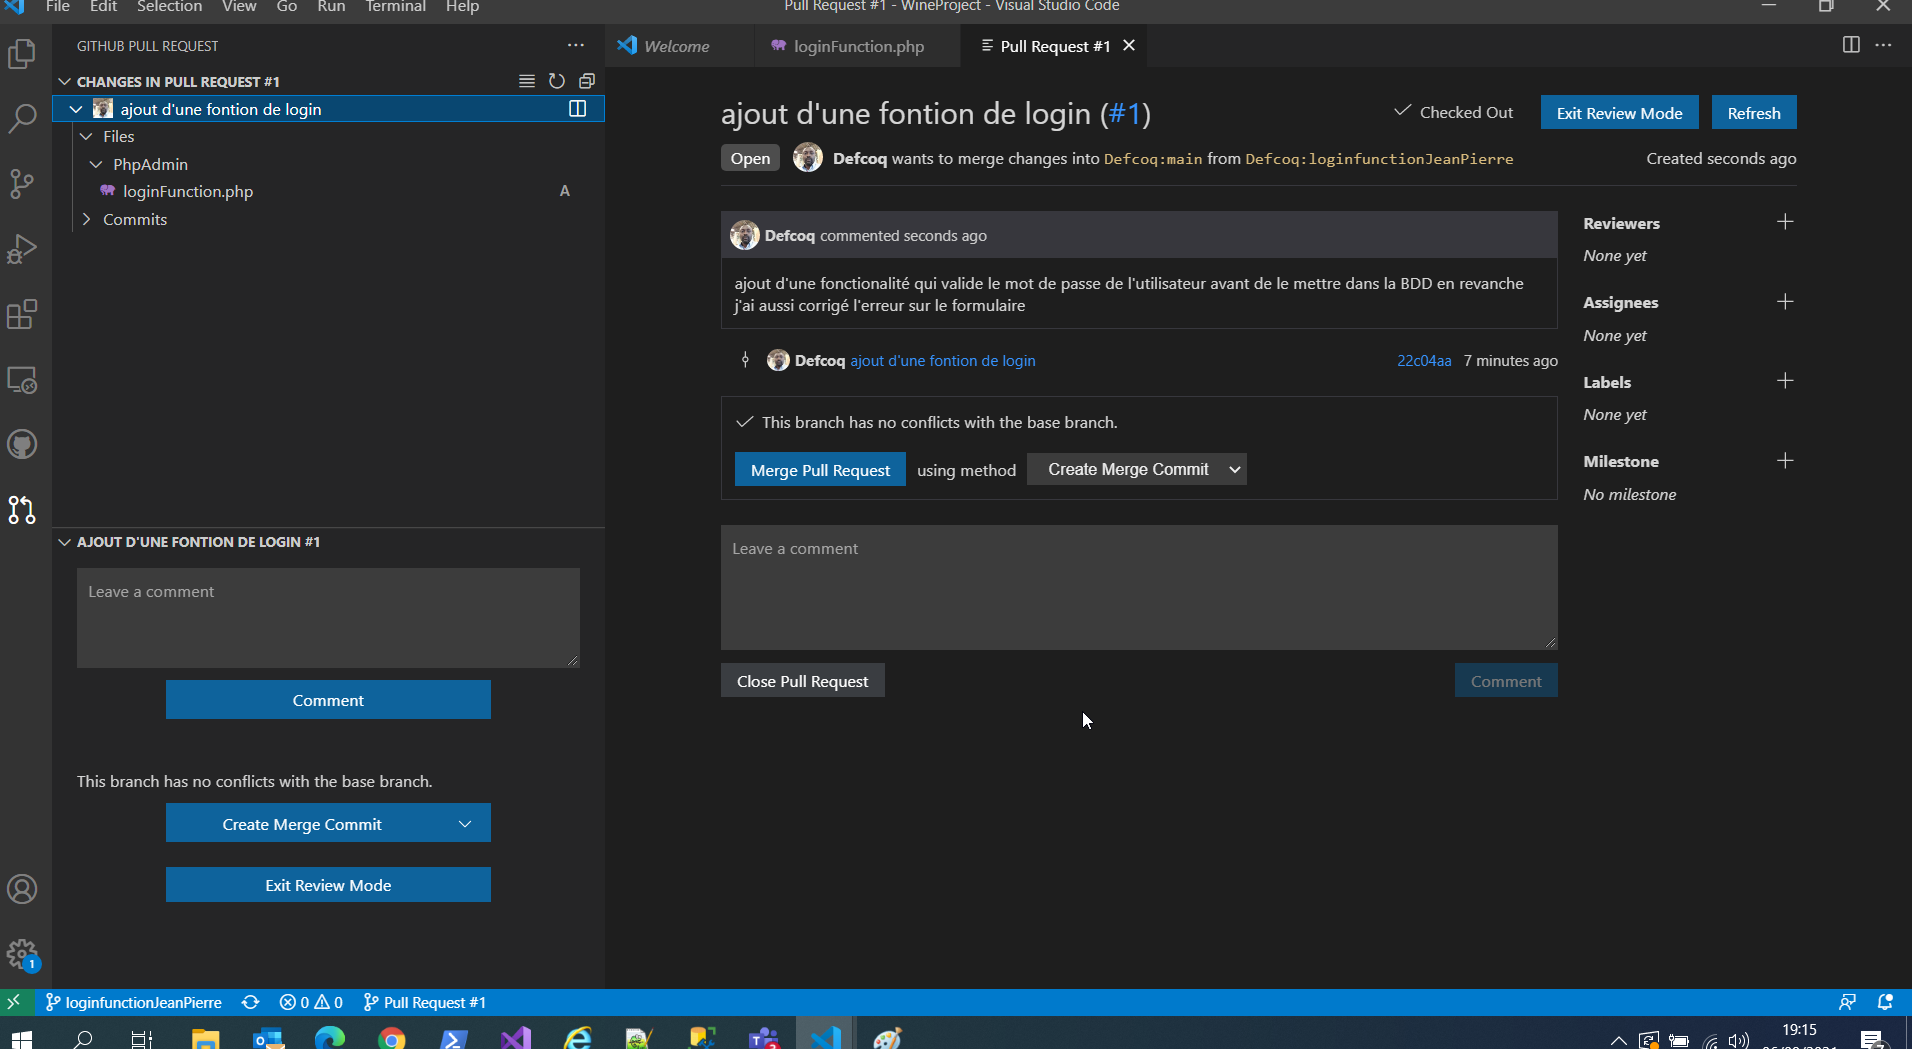 File Edit Selection View Go Run Terminal Help
Pull Request #1 - WineProject - Visual Studio Code
GITHUB PULL REQUEST
CHANGES IN PULL REQUEST #1
ajout d'une fontion de login
Files
PhpAdmin
loginFunction.php A
Commits
AJOUT D'UNE FONTION DE LOGIN #1
Leave a comment
Comment
This branch has no conflicts with the base branch.
Create Merge Commit
Exit Review Mode
Welcome loginFunction.php Pull Request #1
ajout d'une fontion de login (#1)
Checked Out Exit Review Mode Refresh
Open Defcoq wants to merge changes into Defcoq:main from Defcoq:loginfunctionJeanPierre Created seconds ago
Defcoq commented seconds ago
ajout d'une fonctionalité qui valide le mot de passe de l'utilisateur avant de le mettre dans la BDD en revanche
j'ai aussi corrigé l'erreur sur le formulaire
Defcoq ajout d'une fontion de login 22c04aa 7 minutes ago
This branch has no conflicts with the base branch.
Merge Pull Request using method Create Merge Commit
Leave a comment
Close Pull Request Comment
Reviewers
None yet
Assignees
None yet
Labels
None yet
Milestone
No milestone
1
loginfunctionJeanPierre 0 0 Pull Request #1
19:15